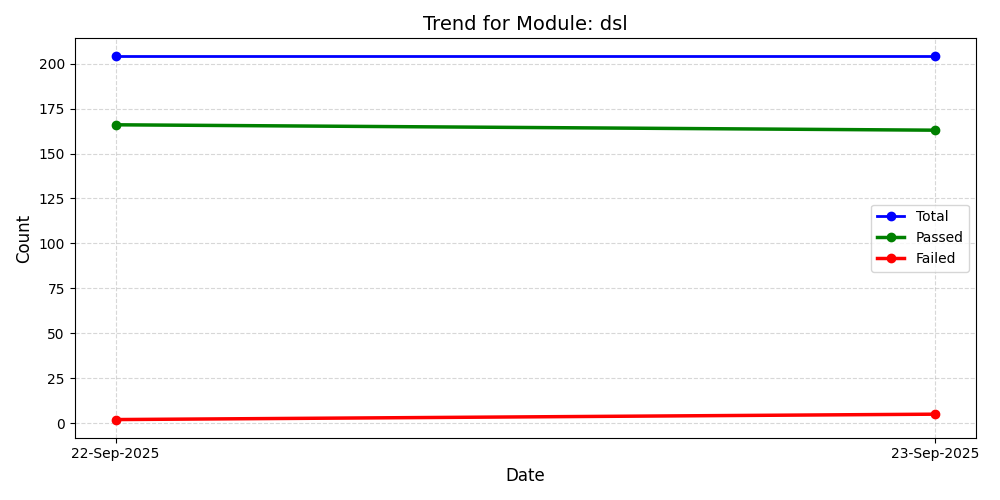 Trend for Module: dsl
Count
200
175
150
125
100
75
50
25
0
Total
Passed
Failed
22-Sep-2025
23-Sep-2025
Date